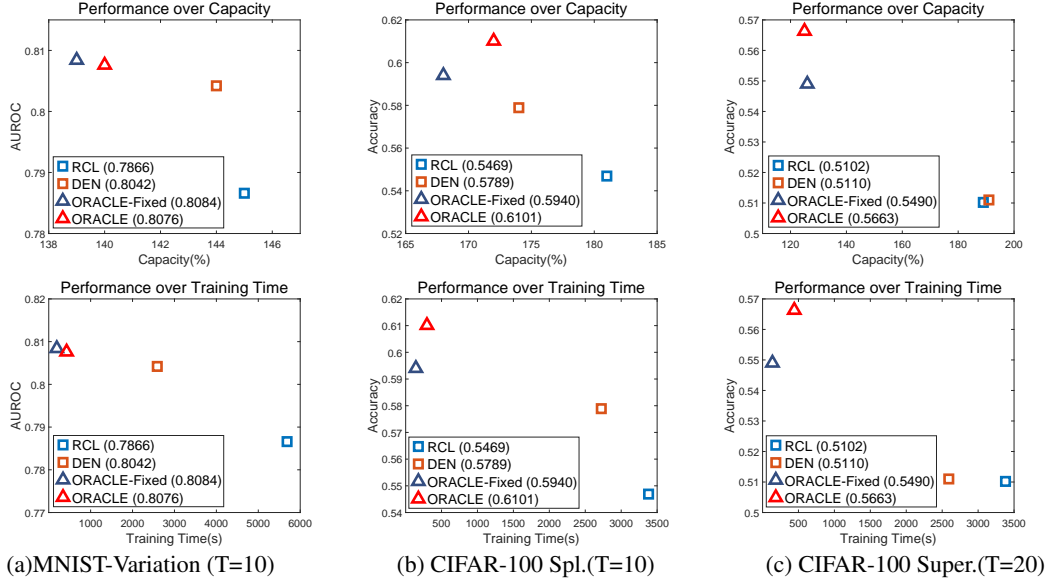 Performance over Capacity
AUROC
0.81
0.8
0.79
0.78
RCL (0.7866)
DEN (0.8042)
ORACLE-Fixed (0.8084)
ORACLE (0.8076)
138 140 142 144 146
Capacity(%)
Performance over Capacity
Accuracy
0.62
0.6
0.58
0.56
0.54
0.52
RCL (0.5469)
DEN (0.5789)
ORACLE-Fixed (0.5940)
ORACLE (0.6101)
165 170 175 180 185
Capacity(%)
Performance over Capacity
Accuracy
0.57
0.56
0.55
0.54
0.53
0.52
0.51
0.5
RCL (0.5102)
DEN (0.5110)
ORACLE-Fixed (0.5490)
ORACLE (0.5663)
120 140 160 180 200
Capacity(%)
Performance over Training Time
AUROC
0.82
0.81
0.8
0.79
0.78
0.77
RCL (0.7866)
DEN (0.8042)
ORACLE-Fixed (0.8084)
ORACLE (0.8076)
1000 2000 3000 4000 5000 6000
Training Time(s)
Performance over Training Time
Accuracy
0.62
0.61
0.6
0.59
0.58
0.57
0.56
0.55
0.54
RCL (0.5469)
DEN (0.5789)
ORACLE-Fixed (0.5940)
ORACLE (0.6101)
500 1000 1500 2000 2500 3000 3500
Training Time(s)
Performance over Training Time
Accuracy
0.57
0.56
0.55
0.54
0.53
0.52
0.51
0.5
RCL (0.5102)
DEN (0.5110)
ORACLE-Fixed (0.5490)
ORACLE (0.5663)
500 1000 1500 2000 2500 3000 3500
Training Time(s)
(a)MNIST-Variation (T=10)
(b) CIFAR-100 Spl.(T=10)
(c) CIFAR-100 Super.(T=20)